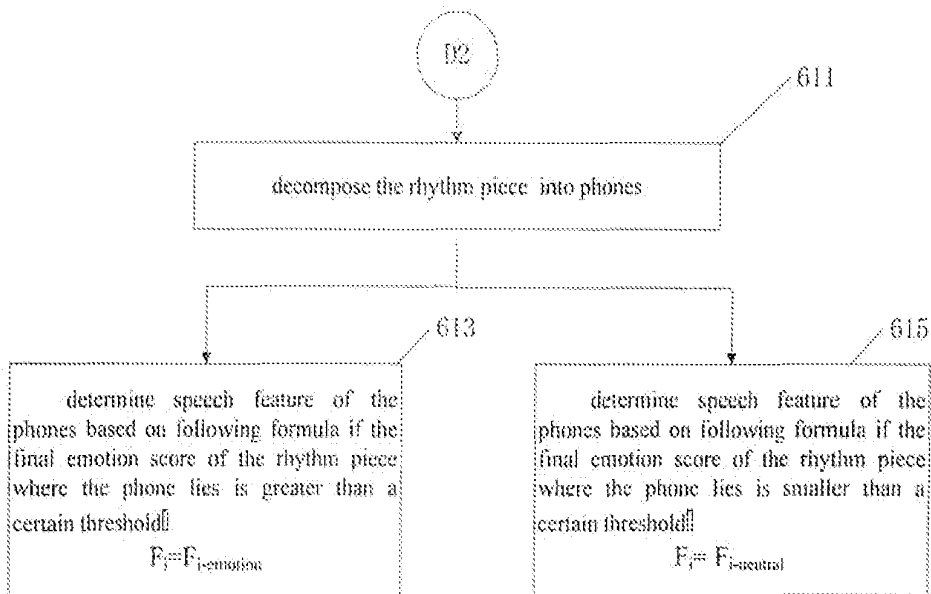 D2
611
decompose the rhythm piece into phones
613
615
determine speech feature of the
phones based on following formula if the
final emotion score of the rhythm piece
where the phone lies is greater than a
certain threshold
Fi=Fi-emotion
determine speech feature of the
phones based on following formula if the
final emotion score of the rhythm piece
where the phone lies is smaller than a
certain threshold
Fi= Fi-neutral